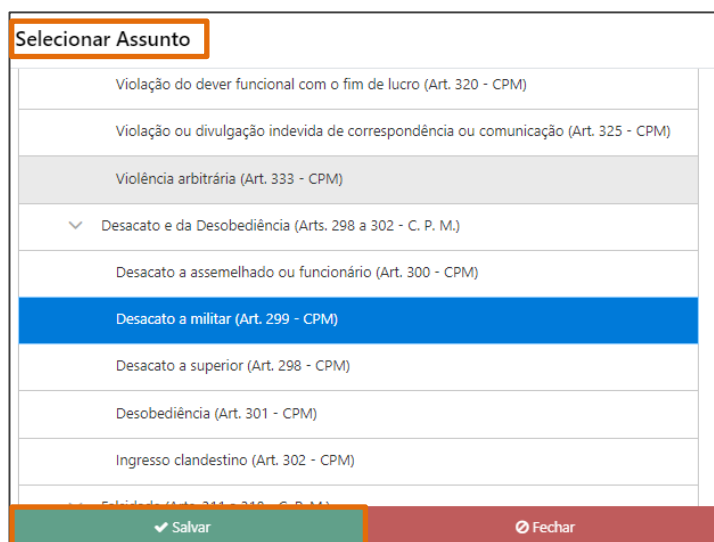 Selecionar Assunto
Violação do dever funcional com o fim de lucro (Art. 320 - CPM)
Violação ou divulgação indevida de correspondência ou comunicação (Art. 325 - CPM)
Violência arbitrária (Art. 333 - CPM)
Desacato e da Desobediência (Arts. 298 a 302 - C. P. M.)
Desacato a assemelhado ou funcionário (Art. 300 - CPM)
Desacato a militar (Art. 299 - CPM)
Desacato a superior (Art. 298 - CPM)
Desobediência (Art. 301 - CPM)
Ingresso clandestino (Art. 302 - CPM)
Salvar
Fechar